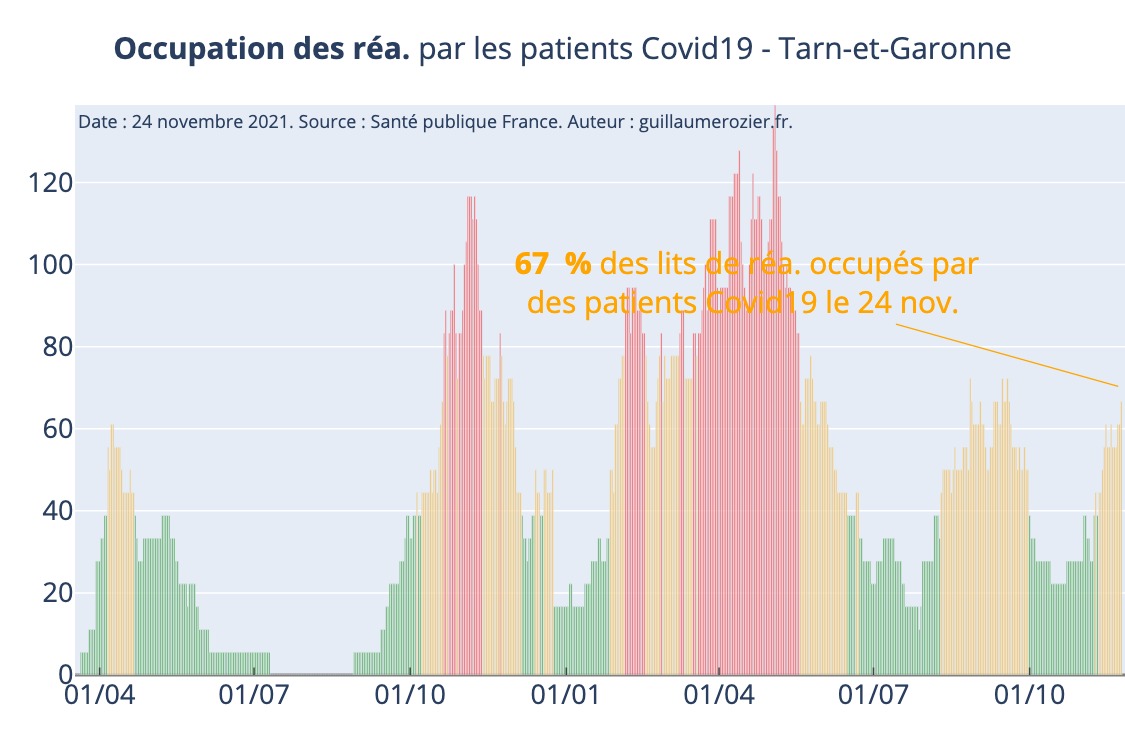 Occupation des réa. par les patients Covid19 - Tarn-et-Garonne
Date : 24 novembre 2021. Source : Santé publique France. Auteur : guillaumerozier.fr.
120
100
80
60
40
20
0
67 % des lits de réa. occupés par
des patients Covid19 le 24 nov.
01/04 01/07 01/10 01/01 01/04 01/07 01/10